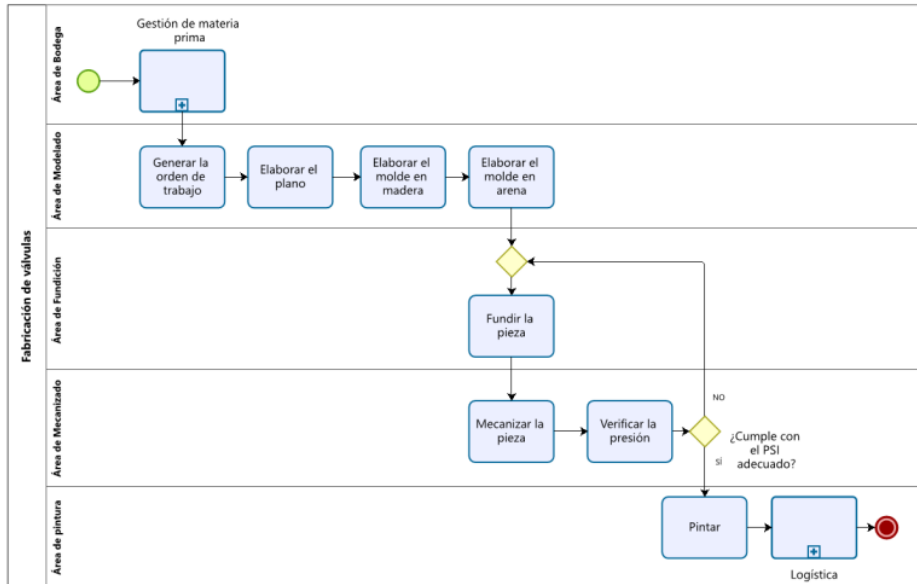 Fabricación de válvulas
Área de Bodega
Gestión de materia
prima
Área de Modelado
Generar la
orden de
trabajo
Elaborar el
plano
Elaborar el
molde en
madera
Elaborar el
molde en
arena
Área de Fundición
Fundir la
pieza
Área de Mecanizado
Mecanizar la
pieza
Verificar la
presión
NO
¿Cumple con
el PSI
adecuado?
SÍ
Área de pintura
Pintar
Logística